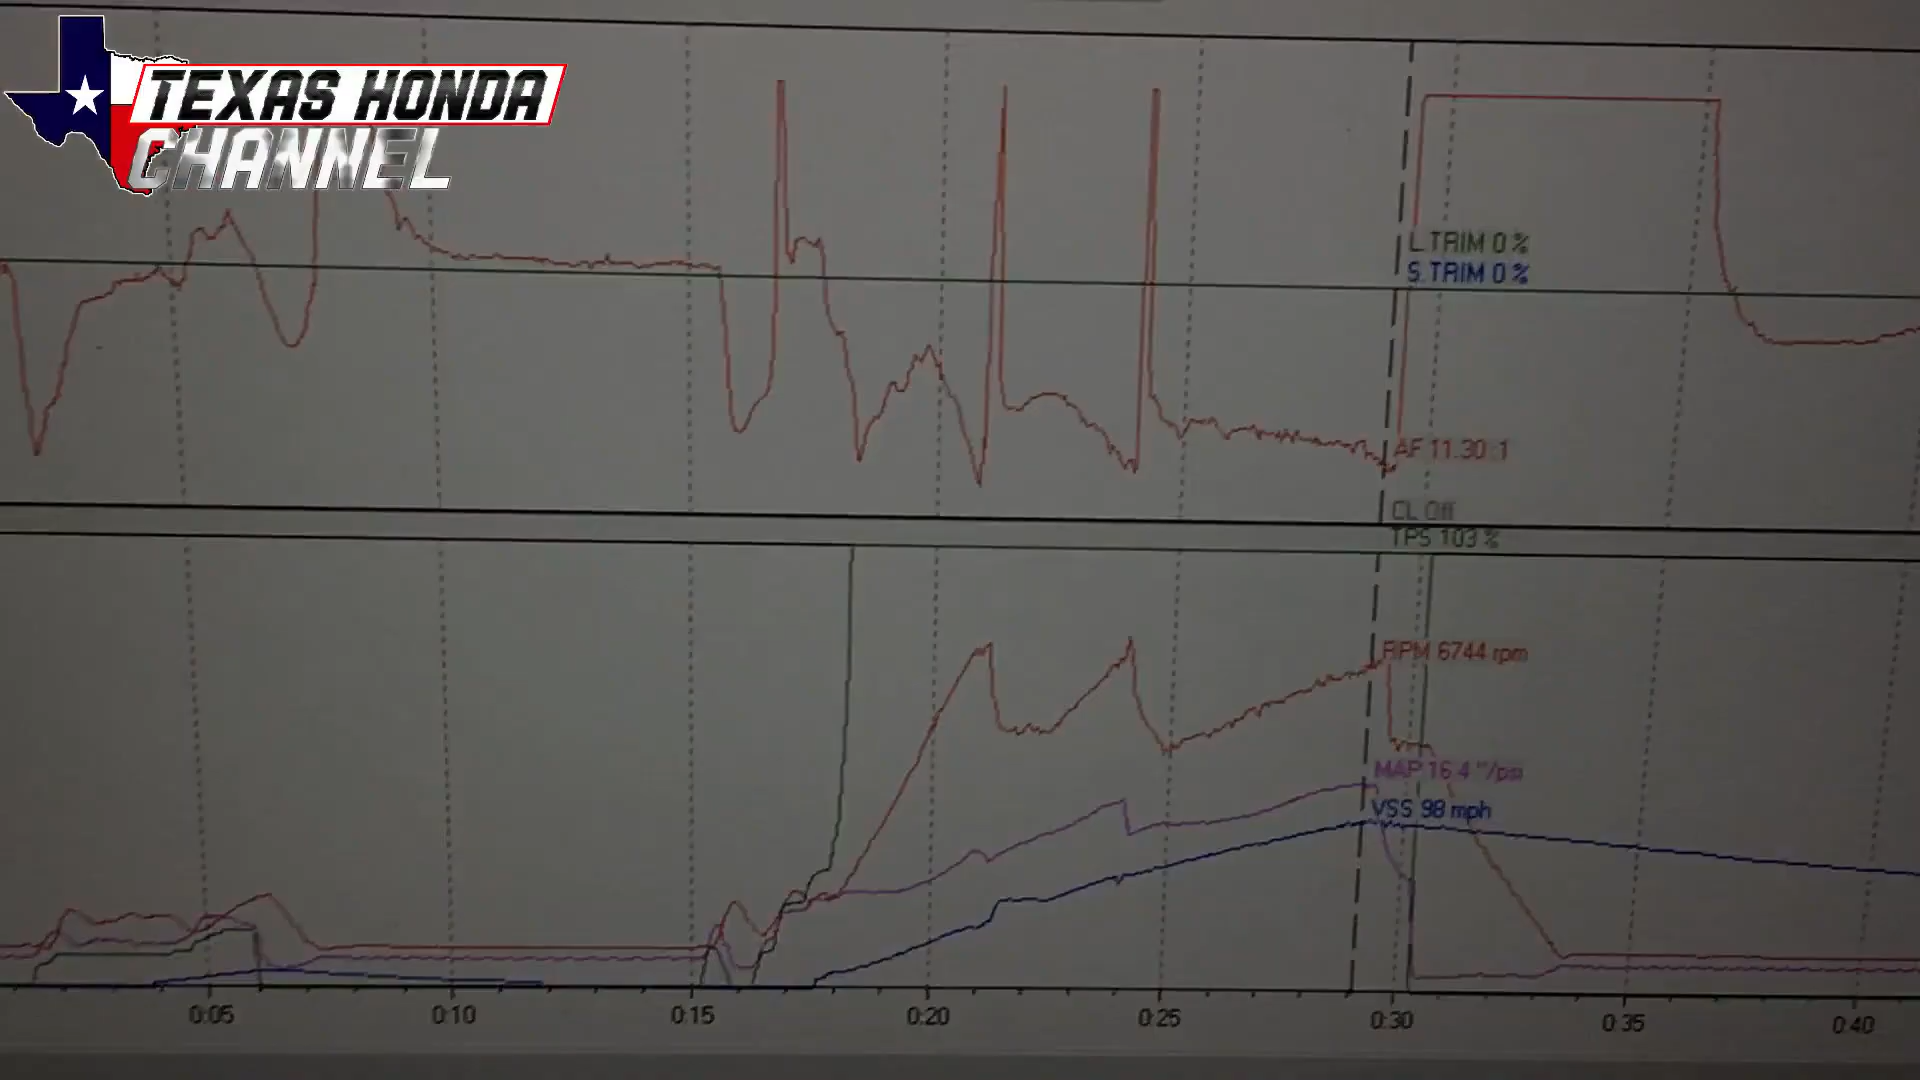 TEXAS HONDA
CHANNEL
L.TRIM 0 %
S.TRIM 0 %
AF 11.30:1
CL Off
TPS 103 %
RPM 6744 rpm
MAP 16.4 "/psi
VSS 98 mph
0:05 0:10 0:15 0:20 0:25 0:30 0:35 0:40